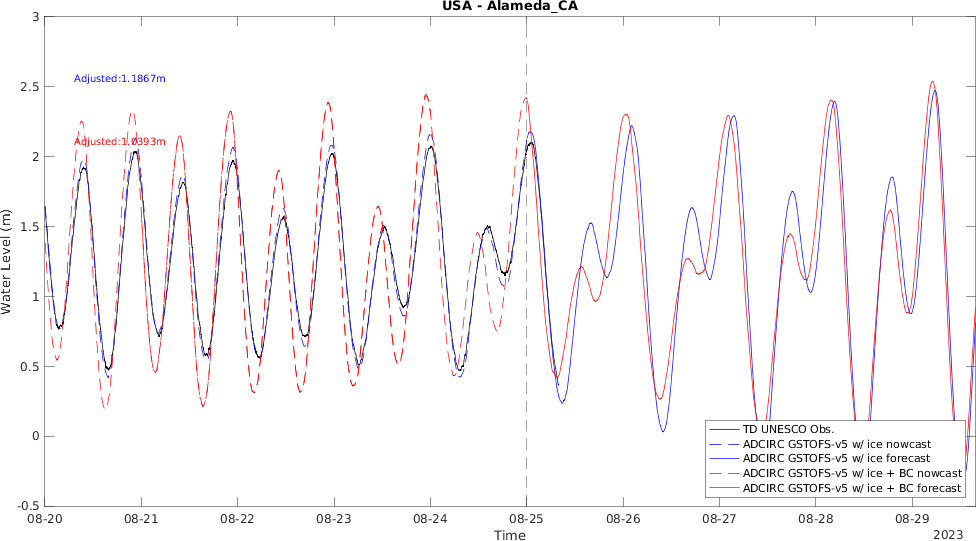 USA - Alameda_CA
3
2.5
2
1.5
1
0.5
0
-0.5
Water Level (m)
Adjusted:1.1867m
Adjusted:1.0393m
TD UNESCO Obs.
ADCIRC GSTOFS-v5 w/ ice nowcast
ADCIRC GSTOFS-v5 w/ ice forecast
ADCIRC GSTOFS-v5 w/ ice + BC nowcast
ADCIRC GSTOFS-v5 w/ ice + BC forecast
08-20 08-21 08-22 08-23 08-24 08-25 08-26 08-27 08-28 08-29
Time
2023